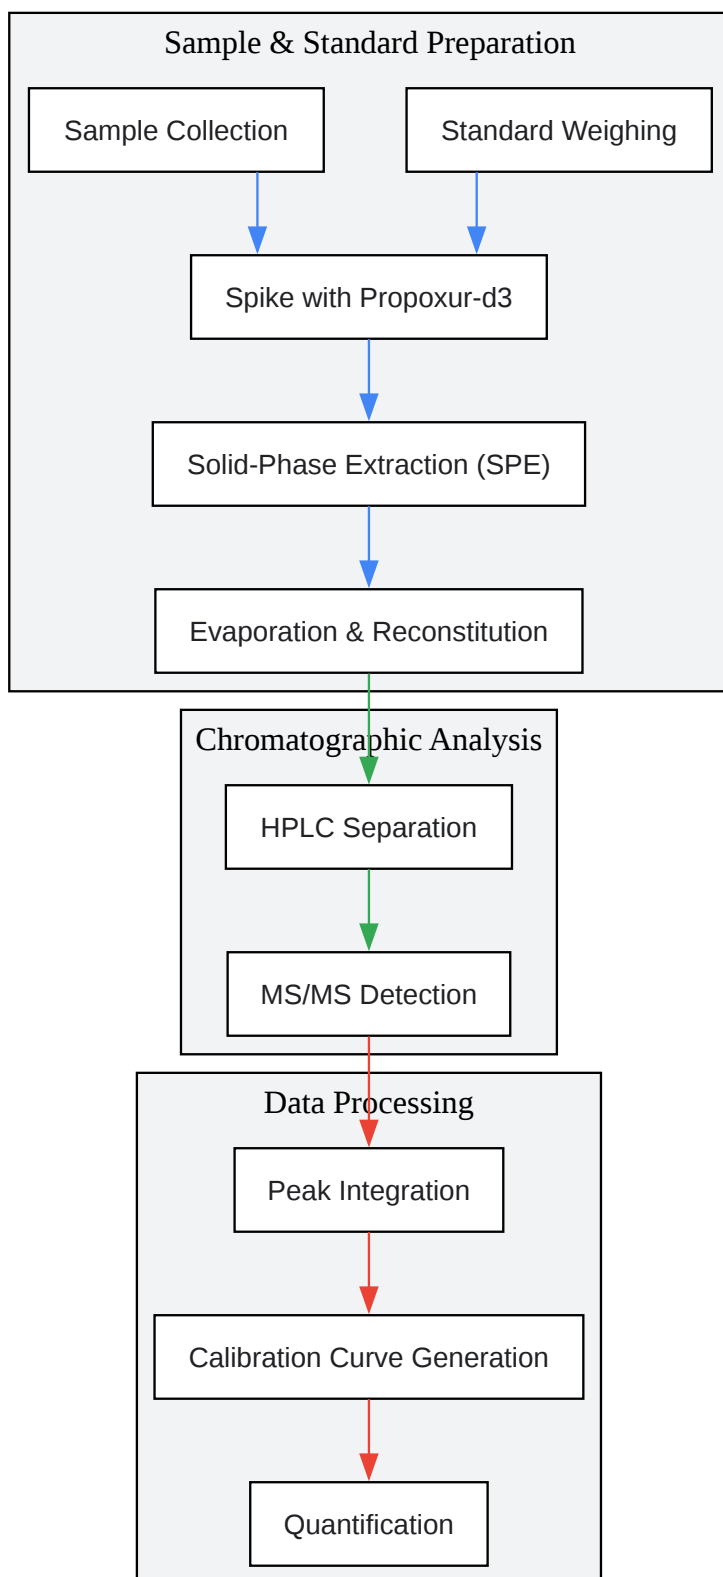 Sample & Standard Preparation
Sample Collection
Standard Weighing
Spike with Propoxur-d3
Solid-Phase Extraction (SPE)
Evaporation & Reconstitution
Chromatographic Analysis
HPLC Separation
MS/MS Detection
Data Processing
Peak Integration
Calibration Curve Generation
Quantification